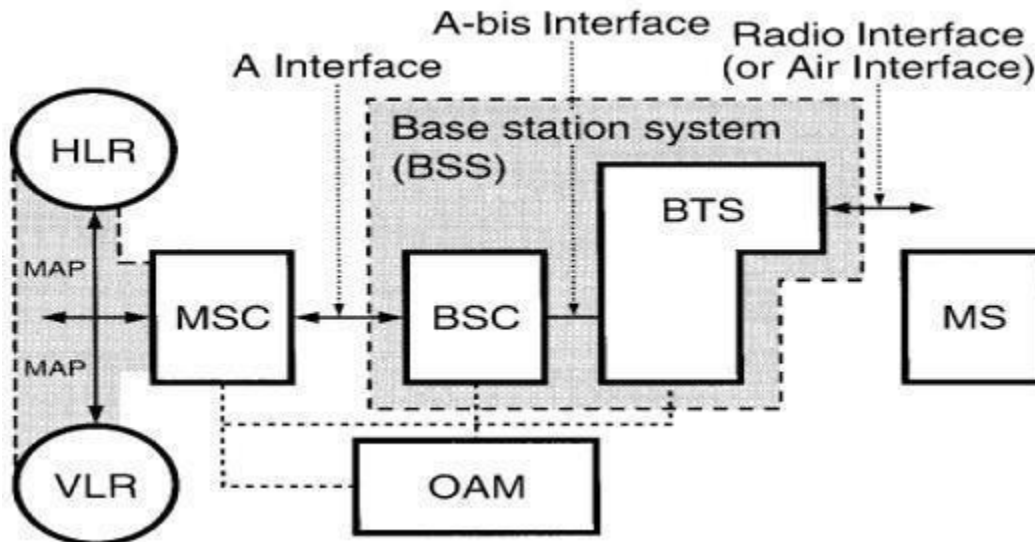 A-bis Interface
A Interface
Radio Interface
(or Air Interface)
Base station system
(BSS)
HLR
BTS
MAP
MSC
BSC
MS
MAP
VLR
OAM